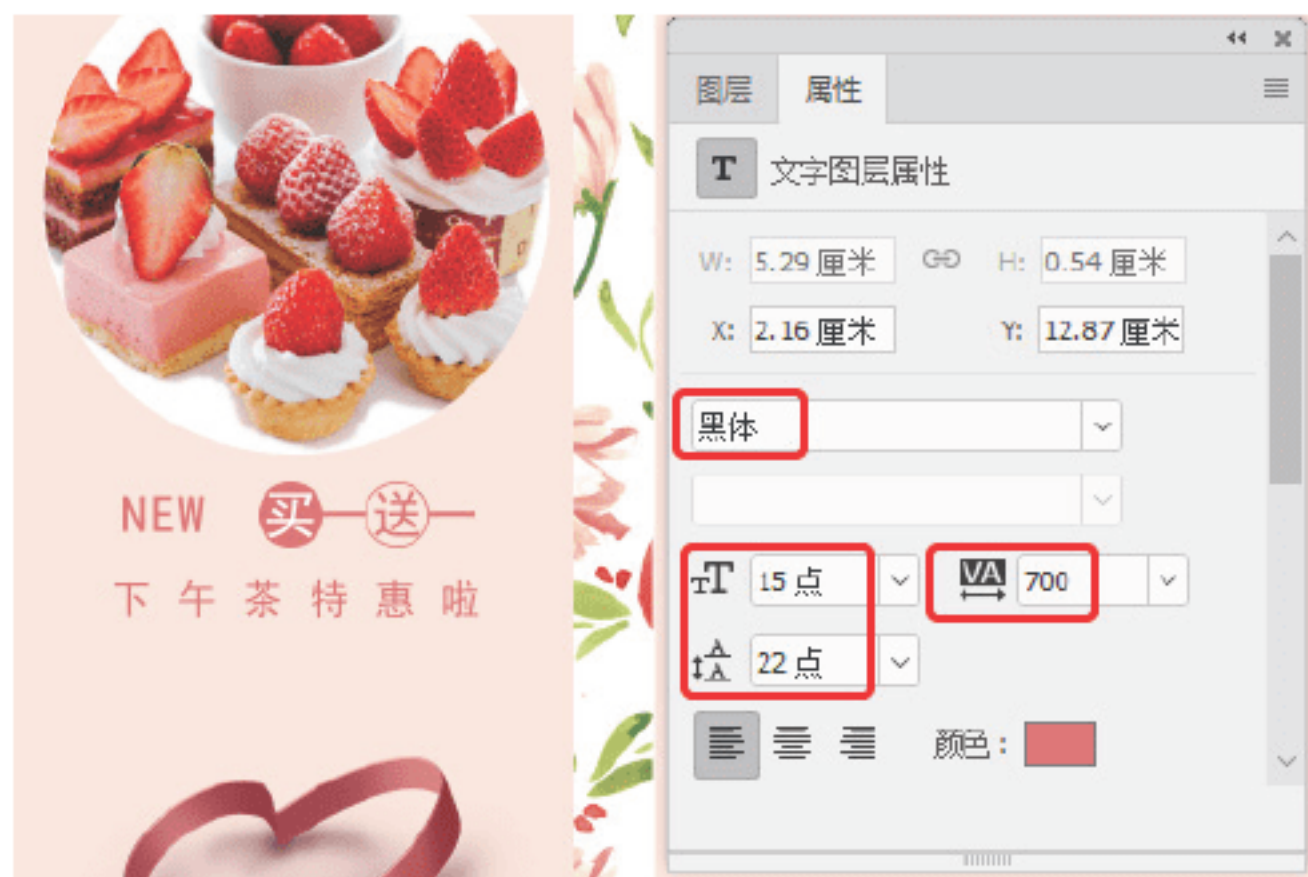 NEW 买一送一
下午茶特惠啦
图层 属性
T 文字图层属性
W: 5.29 厘米 H: 0.54 厘米
X: 2.16 厘米 Y: 12.87 厘米
黑体
TT 15 点 VA 700
AA 22 点
颜色：